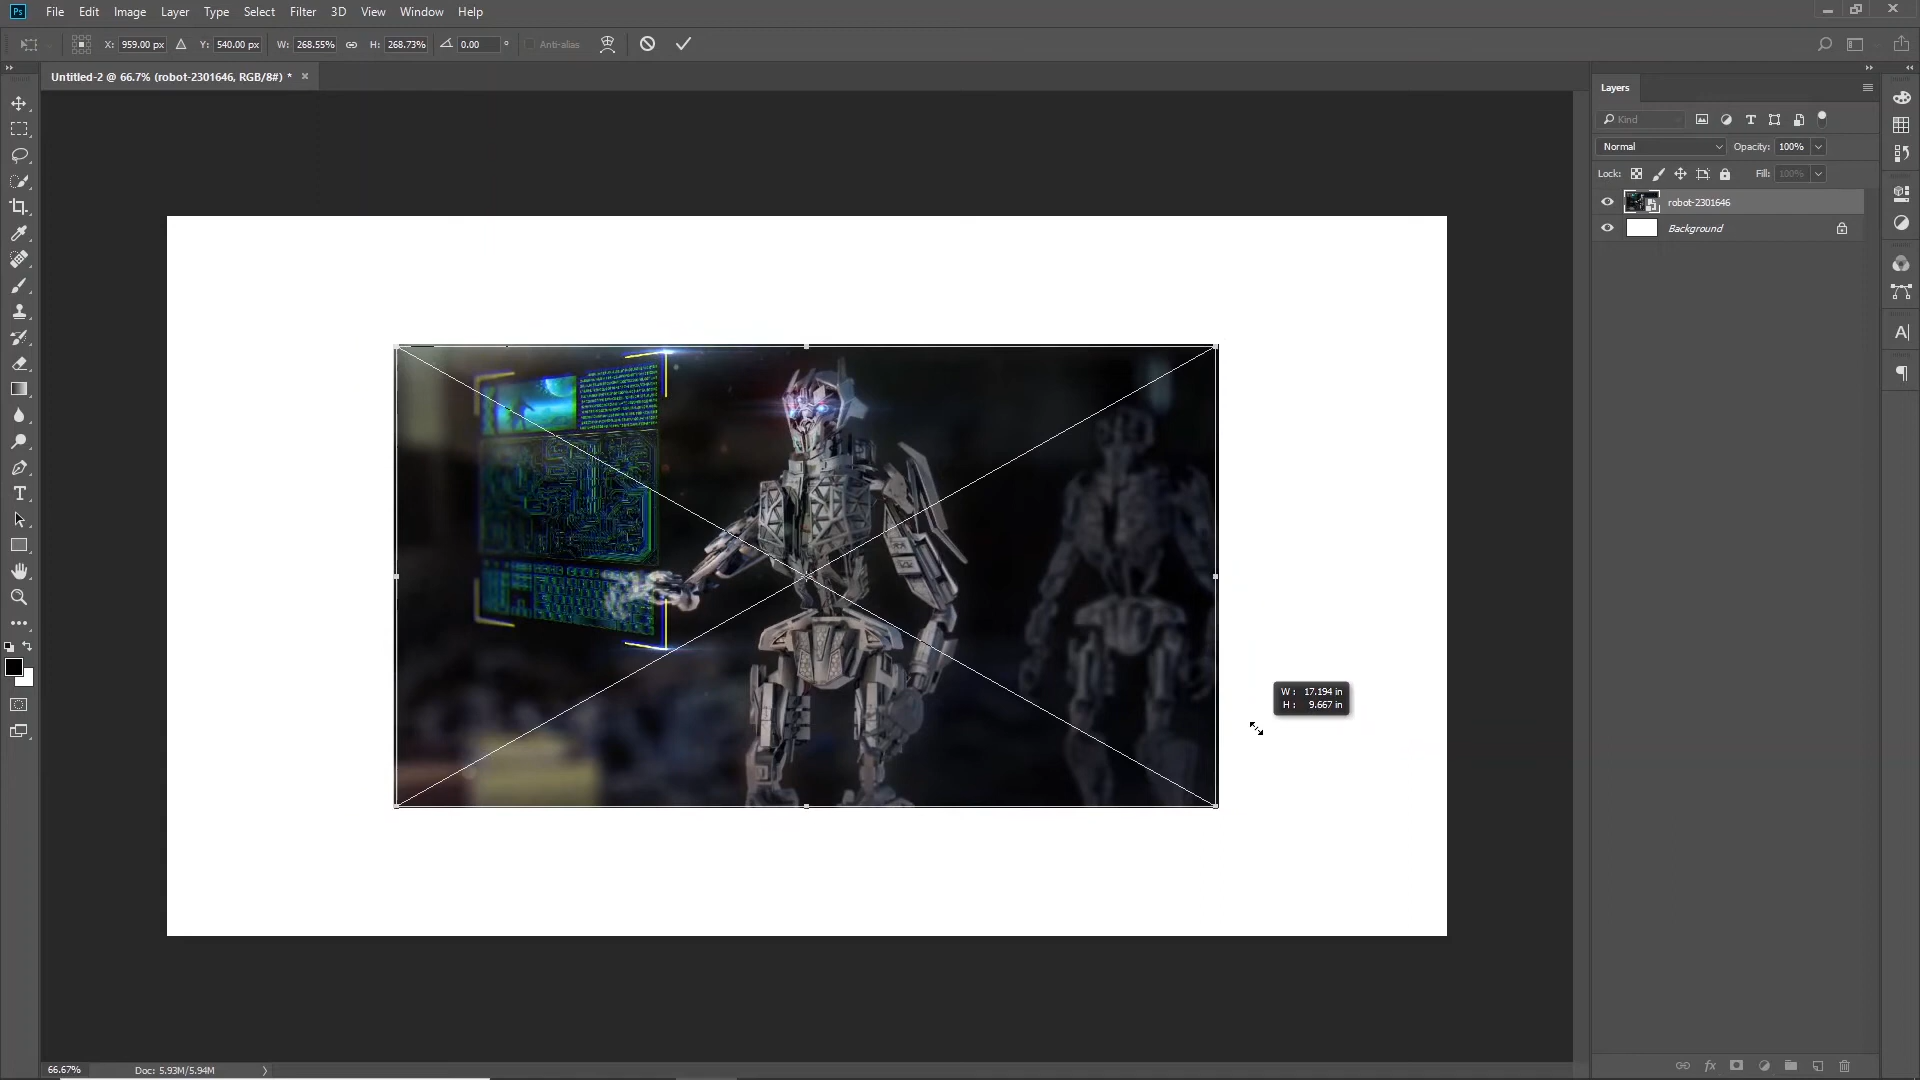 Ps File Edit Image Layer Type Select Filter 3D View Window Help
X: 959.00 px Y: 540.00 px W: 268.55% H: 268.73% 0.00 ° Anti-alias
Untitled-2 @ 66.7% (robot-2301646, RGB/8#) * ×
Layers
Kind
Normal Opacity: 100%
Lock: Fill: 100%
robot-2301646
Background
W : 17.194 in
H : 9.667 in
66.67% Doc: 5.93M/5.94M